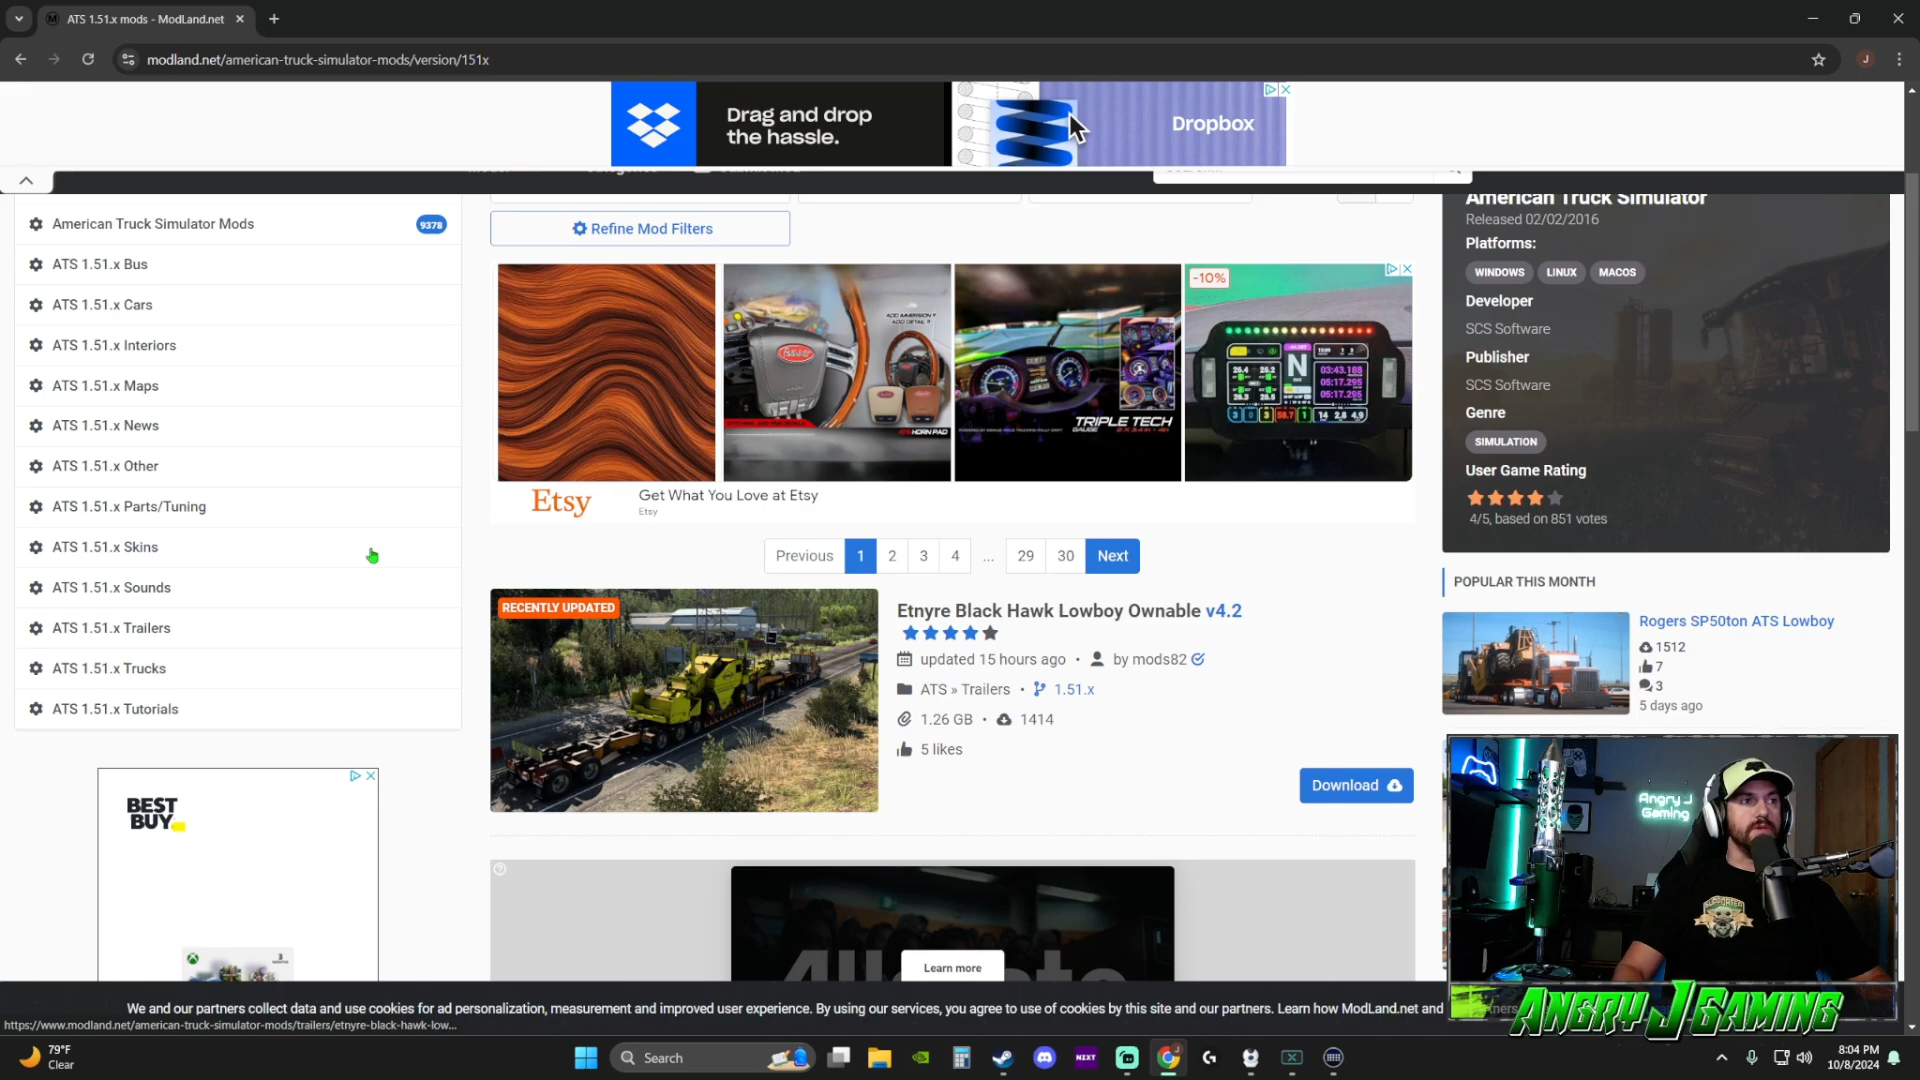 ATS 1.51.x mods - ModLand.net
modland.net/american-truck-simulator-mods/version/151x
J
Drag and drop
the hassle.
Dropbox
American Truck Simulator Mods
9378
ATS 1.51.x Bus
ATS 1.51.x Cars
ATS 1.51.x Interiors
ATS 1.51.x Maps
ATS 1.51.x News
ATS 1.51.x Other
ATS 1.51.x Parts/Tuning
ATS 1.51.x Skins
ATS 1.51.x Sounds
ATS 1.51.x Trailers
ATS 1.51.x Trucks
ATS 1.51.x Tutorials
BEST
BUY
Refine Mod Filters
-10%
TRIPLE TECH
N
Etsy
Get What You Love at Etsy
Etsy
Previous 1 2 3 4 ... 29 30 Next
RECENTLY UPDATED
Etnyre Black Hawk Lowboy Ownable v4.2
updated 15 hours ago • by mods82
ATS » Trailers • 1.51.x
1.26 GB • 1414
5 likes
Download
Learn more
American Truck Simulator
Released 02/02/2016
Platforms:
WINDOWS LINUX MACOS
Developer
SCS Software
Publisher
SCS Software
Genre
SIMULATION
User Game Rating
4/5, based on 851 votes
POPULAR THIS MONTH
Rogers SP50ton ATS Lowboy
1512
7
3
5 days ago
Angry J
Gaming
ANGRY J GAMING
We and our partners collect data and use cookies for ad personalization, measurement and improved user experience. By using our services, you agree to use of cookies by this site and our partners. Learn how ModLand.net and
https://www.modland.net/american-truck-simulator-mods/trailers/etnyre-black-hawk-low...
79°F
Clear
Search
NZXT
8:04 PM
10/8/2024